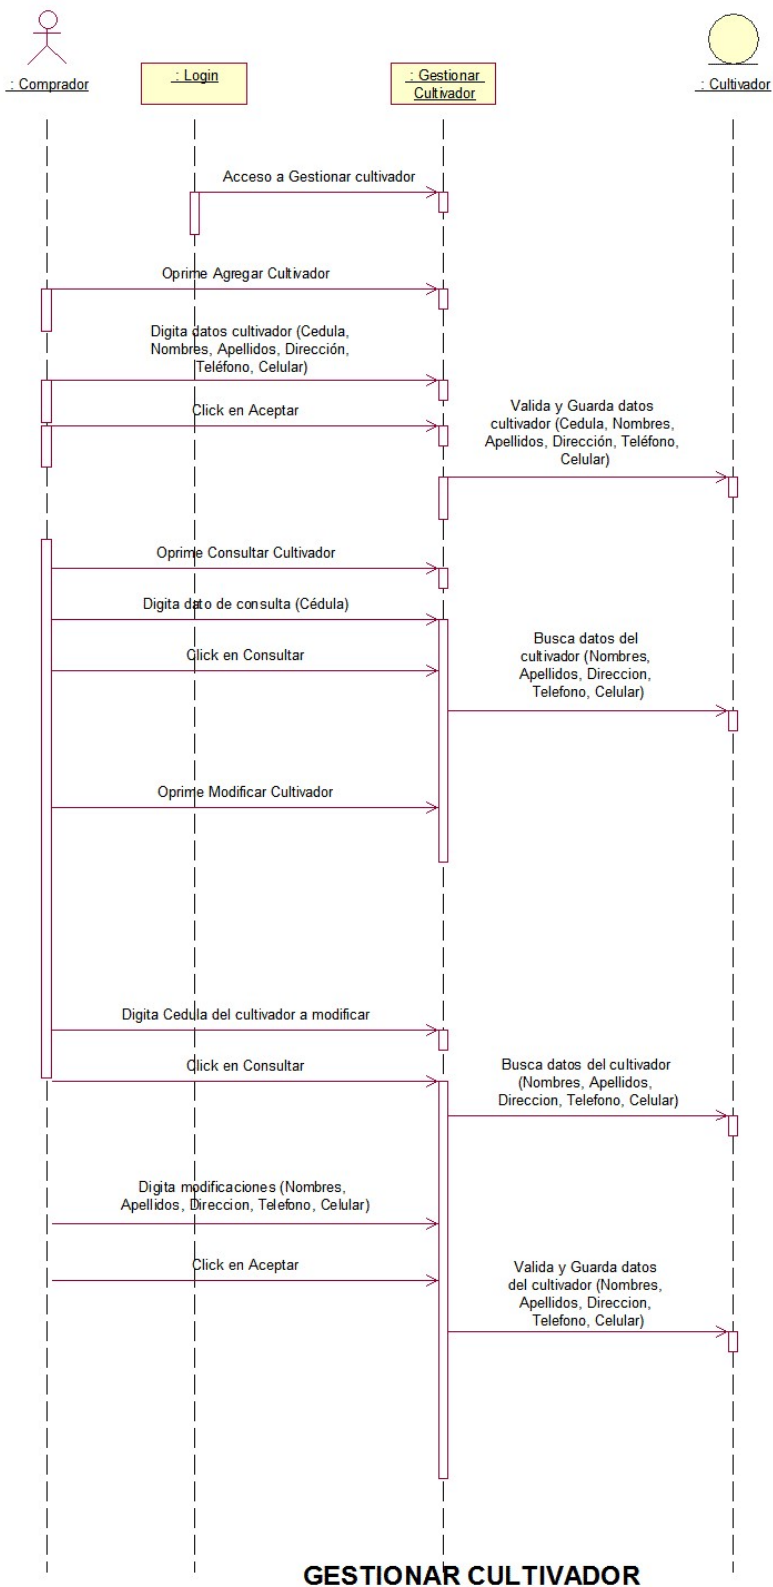 : Comprador
: Login
: Gestionar
Cultivador
: Cultivador
Acceso a Gestionar cultivador
Oprime Agregar Cultivador
Digita datos cultivador (Cedula,
Nombres, Apellidos, Dirección,
Teléfono, Celular)
Click en Aceptar
Valida y Guarda datos
cultivador (Cedula, Nombres,
Apellidos, Dirección, Teléfono,
Celular)
Oprime Consultar Cultivador
Digita dato de consulta (Cédula)
Click en Consultar
Busca datos del
cultivador (Nombres,
Apellidos, Direccion,
Telefono, Celular)
Oprime Modificar Cultivador
Digita Cedula del cultivador a modificar
Click en Consultar
Busca datos del cultivador
(Nombres, Apellidos,
Direccion, Telefono, Celular)
Digita modificaciones (Nombres,
Apellidos, Direccion, Telefono, Celular)
Click en Aceptar
Valida y Guarda datos
del cultivador (Nombres,
Apellidos, Direccion,
Telefono, Celular)
GESTIONAR CULTIVADOR